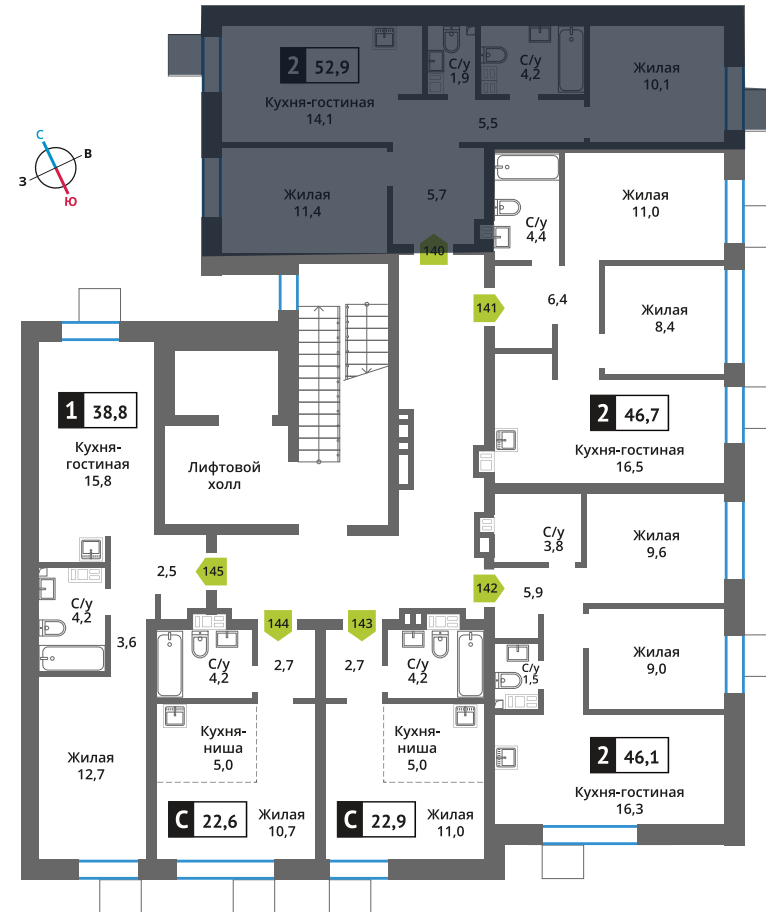 2 52,9
Кухня-гостиная
14,1
С/у
1,9
С/у
4,2
Жилая
10,1
5,5
Жилая
11,4
5,7
140
С
В
З
Ю
С/у
4,4
Жилая
11,0
141
6,4
Жилая
8,4
2 46,7
Кухня-гостиная
16,5
1 38,8
Кухня-
гостиная
15,8
Лифтовой
холл
С/у
3,8
Жилая
9,6
2,5
145
142
5,9
С/у
4,2
3,6
144
143
Жилая
9,0
С/у
4,2
2,7
2,7
С/у
4,2
С/у
1,5
Жилая
12,7
Кухня-
ниша
5,0
Кухня-
ниша
5,0
2 46,1
Кухня-гостиная
16,3
С 22,6
Жилая
10,7
С 22,9
Жилая
11,0